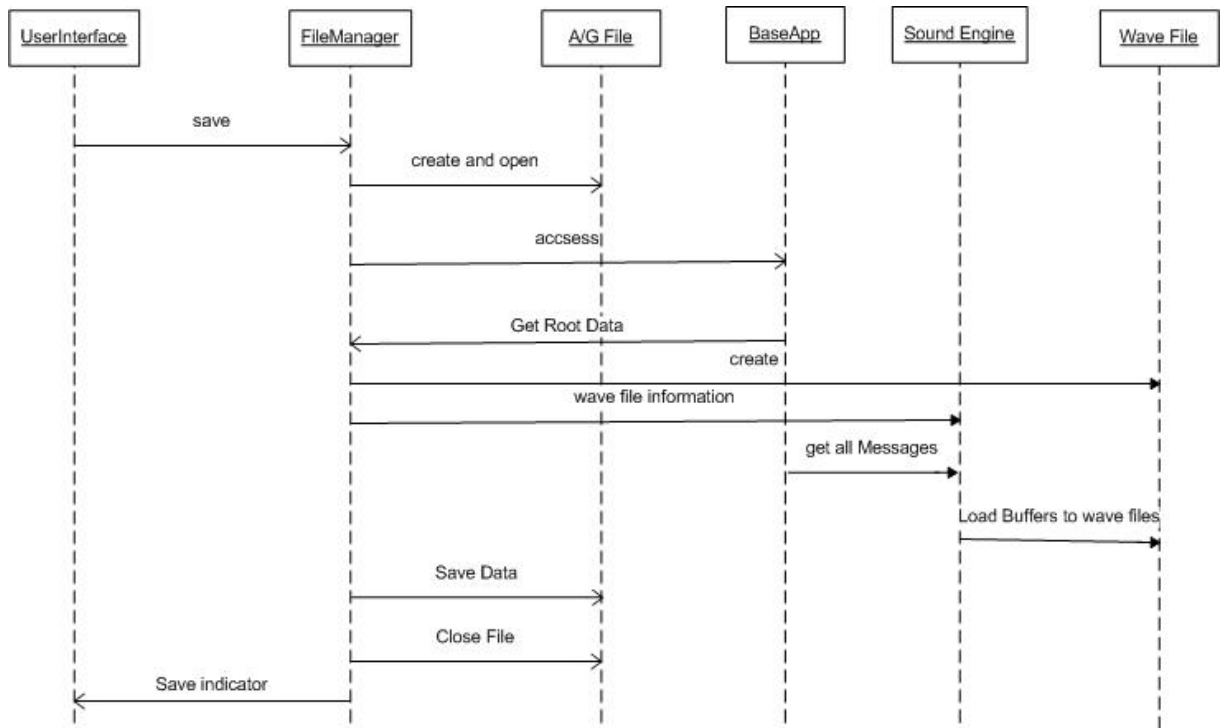 UserInterface
FileManager
A/G File
BaseApp
Sound Engine
Wave File
save
create and open
accsess
Get Root Data
create
wave file information
get all Messages
Load Buffers to wave files
Save Data
Close File
Save indicator